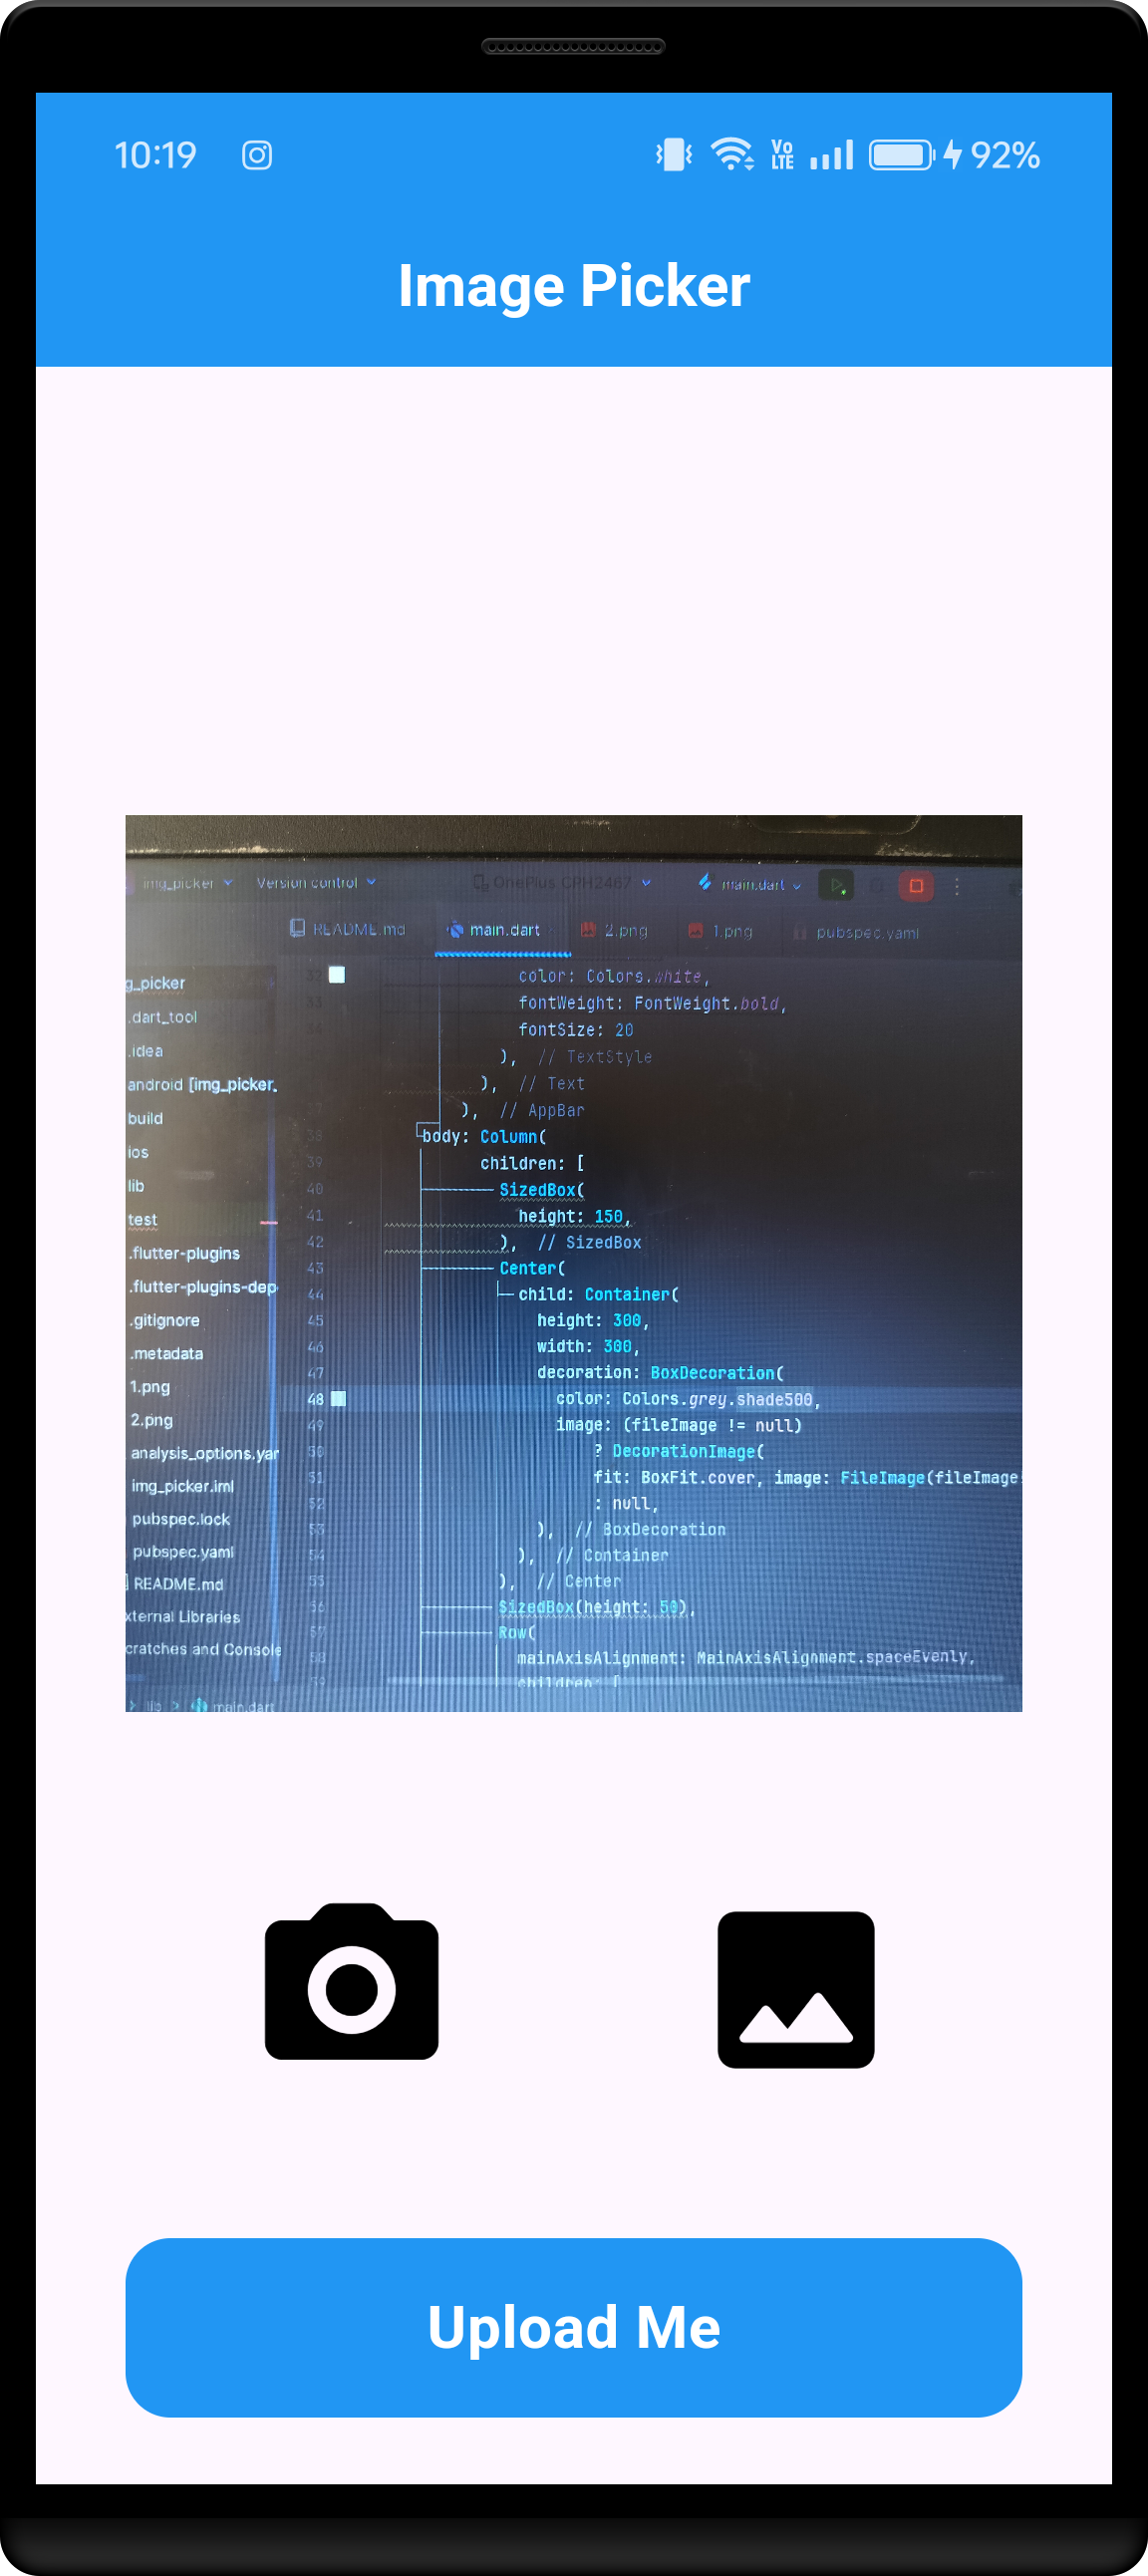 10:19
Vo
LTE
92%
Image Picker
img_picker
Version control
OnePlus CPH2467
main.dart
README.md
main.dart
2.png
1.png
pubspec.yaml
g_picker
.dart_tool
.idea
android [img_picker_
build
ios
lib
test
.flutter-plugins
.flutter-plugins-dep
.gitignore
.metadata
1.png
2.png
analysis_options.yam
img_picker.iml
pubspec.lock
pubspec.yaml
README.md
xternal Libraries
cratches and Console
32 color: Colors.white,
33 fontWeight: FontWeight.bold,
fontSize: 20
), // TextStyle
), // Text
7 ), // AppBar
38 body: Column(
39 children: [
40 SizedBox(
41 height: 150,
42 ), // SizedBox
43 Center(
44 child: Container(
45 height: 300,
46 width: 300,
47 decoration: BoxDecoration(
48 color: Colors.grey.shade500,
49 image: (fileImage != null)
50 ? DecorationImage(
51 fit: BoxFit.cover, image: FileImage(fileImage
52 : null,
53 ), // BoxDecoration
54 ), // Container
55 ), // Center
56 SizedBox(height: 50),
57 Row(
58 mainAxisAlignment: MainAxisAlignment.spaceEvenly,
59 children: [
lib > main.dart
Upload Me